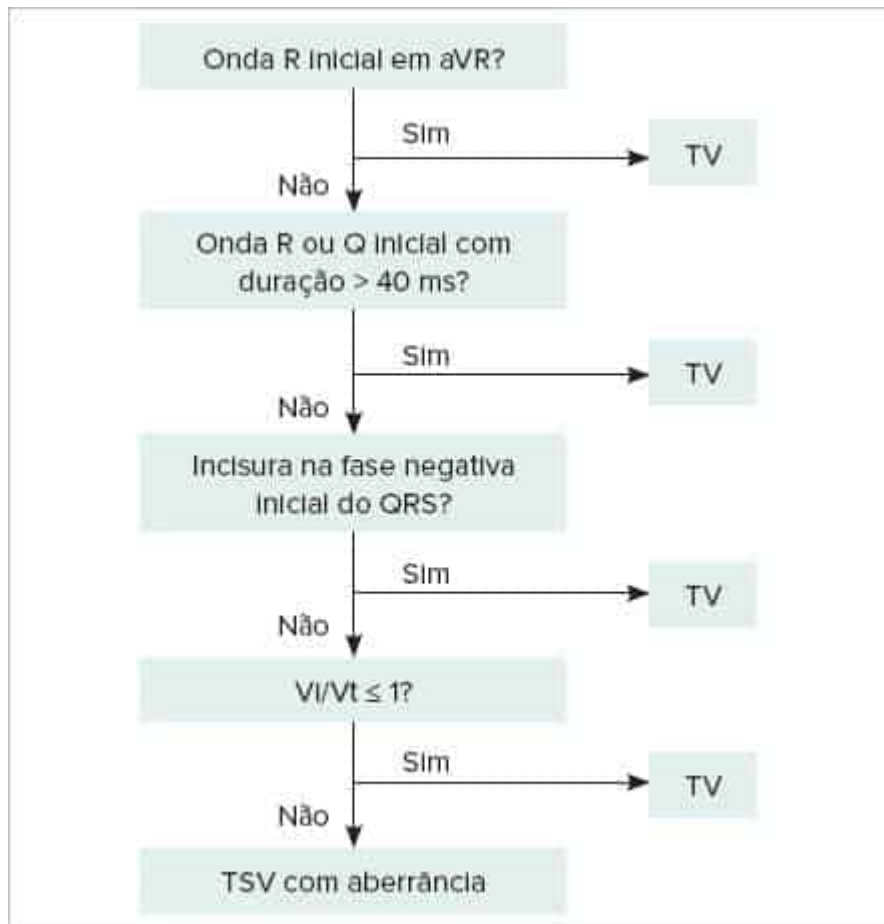 Onda R inicial em aVR?
Sim
TV
Não
Onda R ou Q inicial com
duração > 40 ms?
Sim
TV
Não
Incisura na fase negativa
inicial do QRS?
Sim
TV
Não
Vi/Vt ≤ 1?
Sim
TV
Não
TSV com aberrância